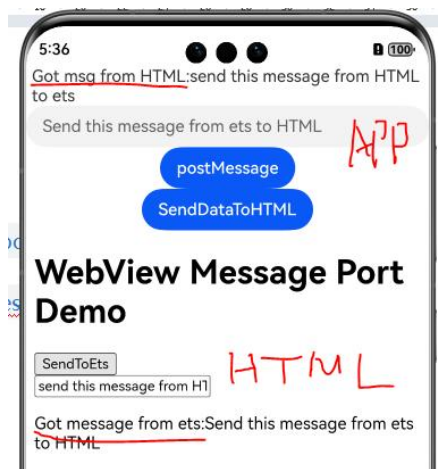 5:36
100
Got msg from HTML:send this message from HTML
to ets
Send this message from ets to HTML
APP
postMessage
SendDataToHTML
WebView Message Port
Demo
SendToEts
send this message from H1
HTML
Got message from ets:Send this message from ets
to HTML